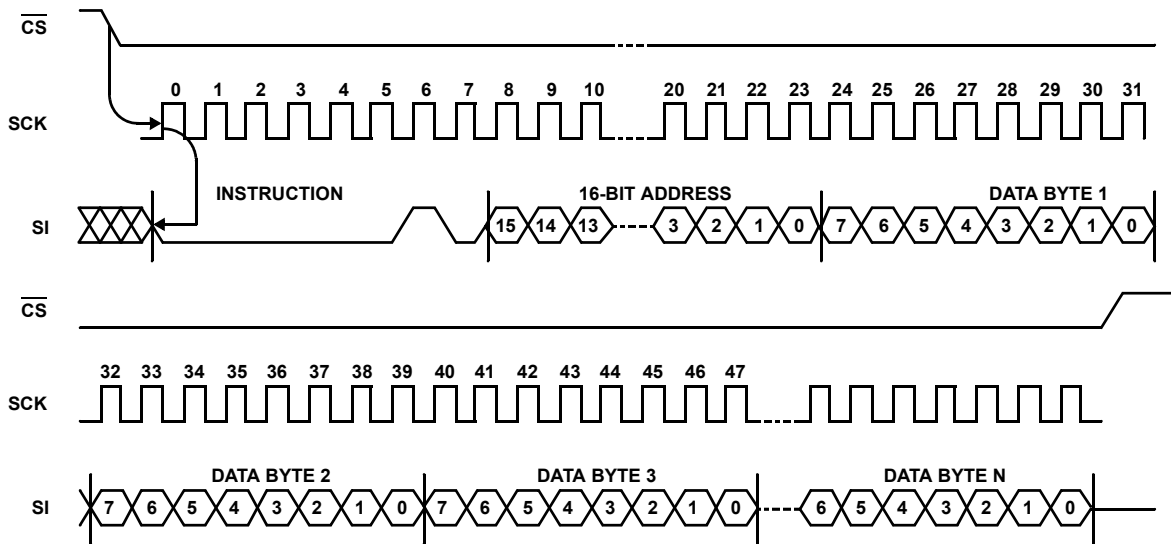 CS
0 1 2 3 4 5 6 7 8 9 10 20 21 22 23 24 25 26 27 28 29 30 31
SCK
INSTRUCTION 16-BIT ADDRESS DATA BYTE 1
SI 15 14 13 3 2 1 0 7 6 5 4 3 2 1 0
CS
32 33 34 35 36 37 38 39 40 41 42 43 44 45 46 47
SCK
DATA BYTE 2 DATA BYTE 3 DATA BYTE N
SI 7 6 5 4 3 2 1 0 7 6 5 4 3 2 1 0 6 5 4 3 2 1 0